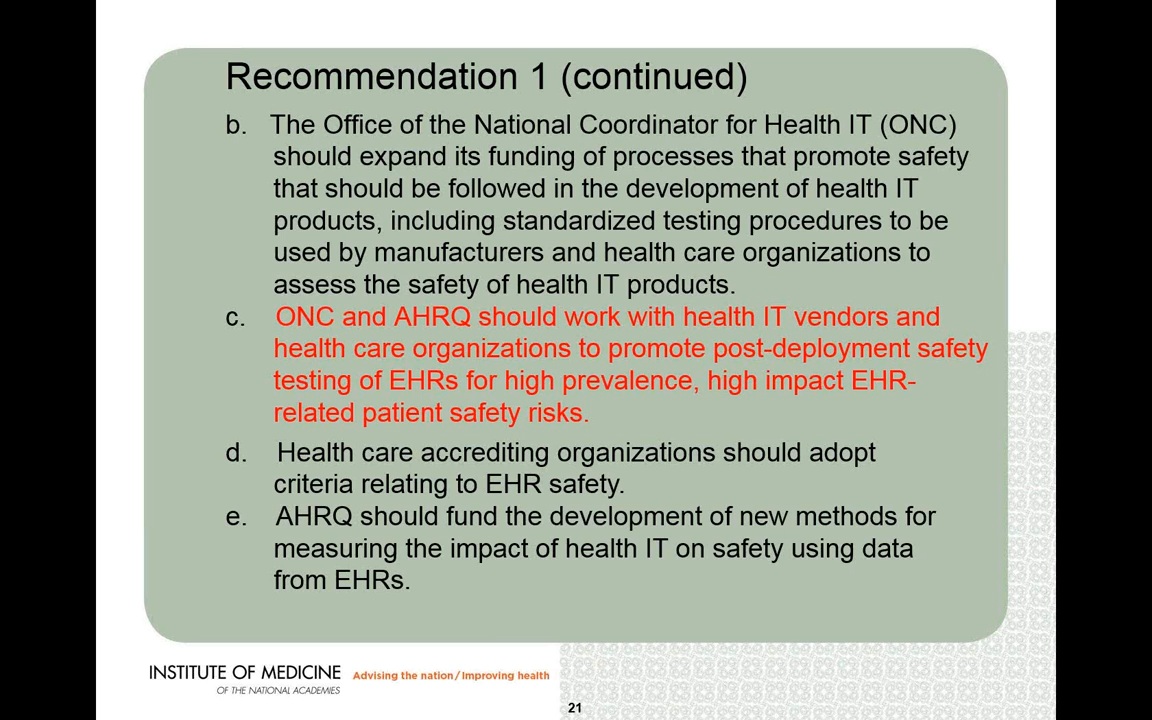 Recommendation 1 (continued)
b. The Office of the National Coordinator for Health IT (ONC)
should expand its funding of processes that promote safety
that should be followed in the development of health IT
products, including standardized testing procedures to be
used by manufacturers and health care organizations to
assess the safety of health IT products.
c. ONC and AHRQ should work with health IT vendors and
health care organizations to promote post-deployment safety
testing of EHRs for high prevalence, high impact EHR-
related patient safety risks.
d. Health care accrediting organizations should adopt
criteria relating to EHR safety.
e. AHRQ should fund the development of new methods for
measuring the impact of health IT on safety using data
from EHRs.
INSTITUTE OF MEDICINE Advising the nation / Improving health
OF THE NATIONAL ACADEMIES
21